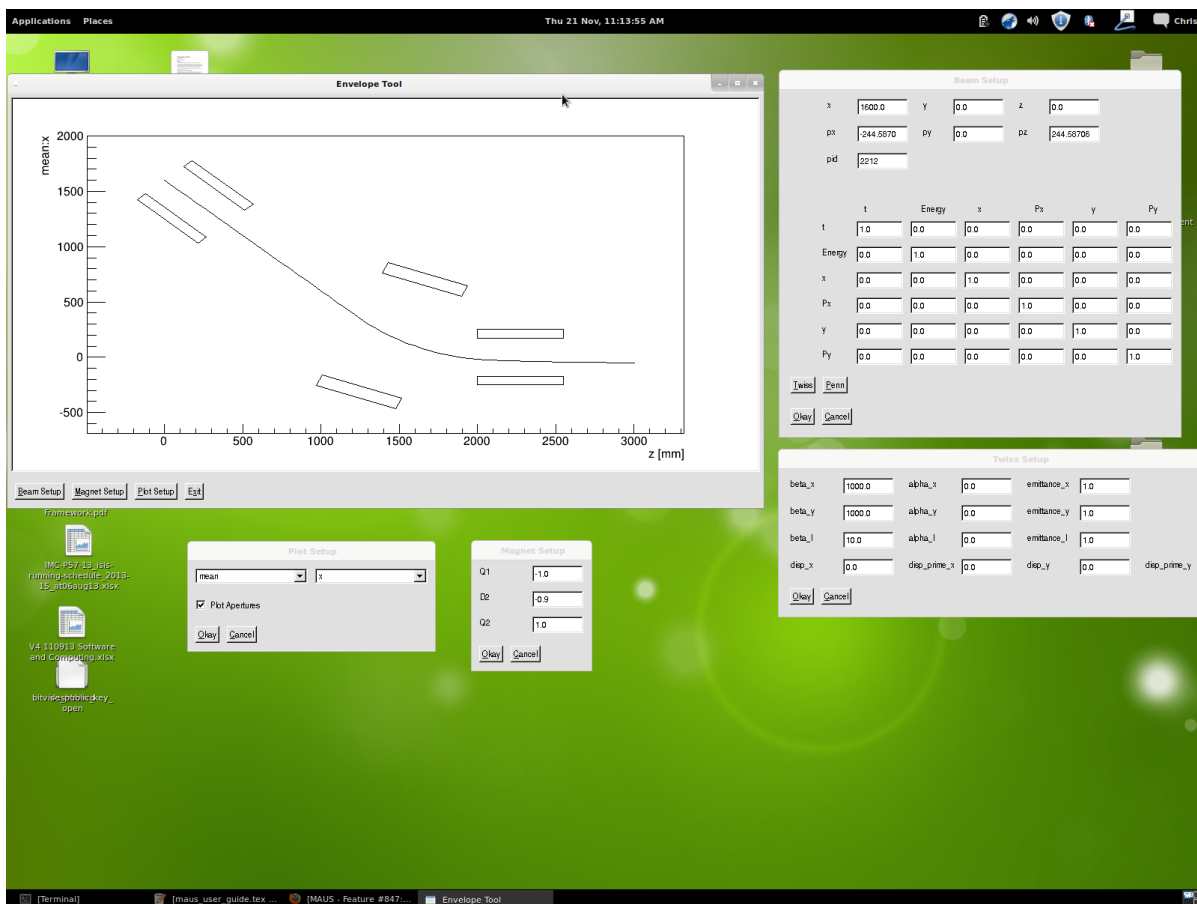 Applications Places Thu 21 Nov, 11:13:55 AM Chris
Envelope Tool
mean:x
2000
1500
1000
500
0
-500
0 500 1000 1500 2000 2500 3000
z [mm]
Beam Setup Magnet Setup Plot Setup Exit
Beam Setup
x 1600.0 y 0.0 z 0.0
px -244.5870 py 0.0 pz 244.58706
pid 2212
t Energy x Px y Py
t 1.0 0.0 0.0 0.0 0.0 0.0
Energy 0.0 1.0 0.0 0.0 0.0 0.0
x 0.0 0.0 1.0 0.0 0.0 0.0
Px 0.0 0.0 0.0 1.0 0.0 0.0
y 0.0 0.0 0.0 0.0 1.0 0.0
Py 0.0 0.0 0.0 0.0 0.0 1.0
Twiss Penn
Okay Cancel
Twiss Setup
beta_x 1000.0 alpha_x 0.0 emittance_x 1.0
beta_y 1000.0 alpha_y 0.0 emittance_y 1.0
beta_l 10.0 alpha_l 0.0 emittance_l 1.0
disp_x 0.0 disp_prime_x 0.0 disp_y 0.0 disp_prime_y
Okay Cancel
Framework.pdf
IMC-P57-13_isis-
running-schedule_2013-
15_at06aug13.xlsx
V4 110913 Software
and Computing.xlsx
open
Plot Setup
mean x
Plot Apertures
Okay Cancel
Magnet Setup
Q1 -1.0
D2 -0.9
Q2 1.0
Okay Cancel
[Terminal] [maus_user_guide.tex ... [MAUS - Feature #847:... Envelope Tool